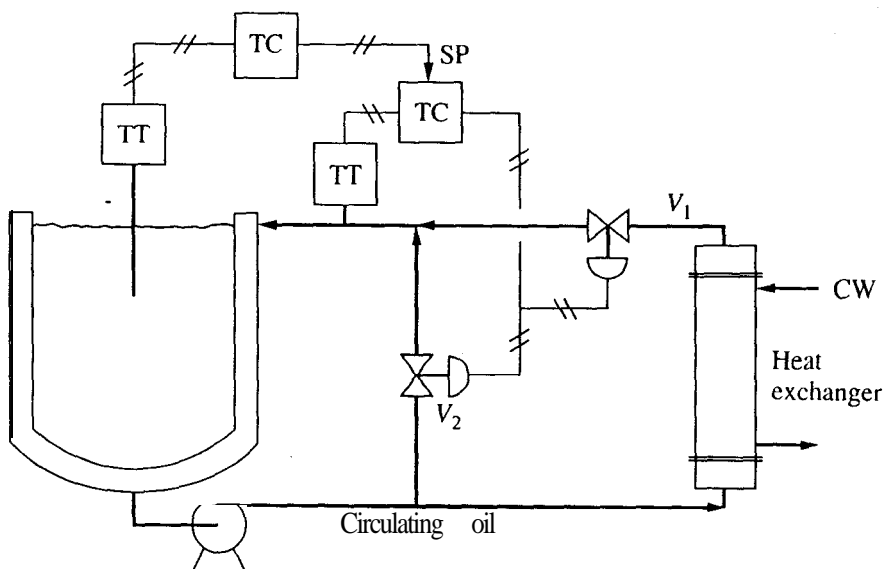 TC
SP
TC
TT
TT
V1
CW
Heat
exchanger
V2
Circulating oil